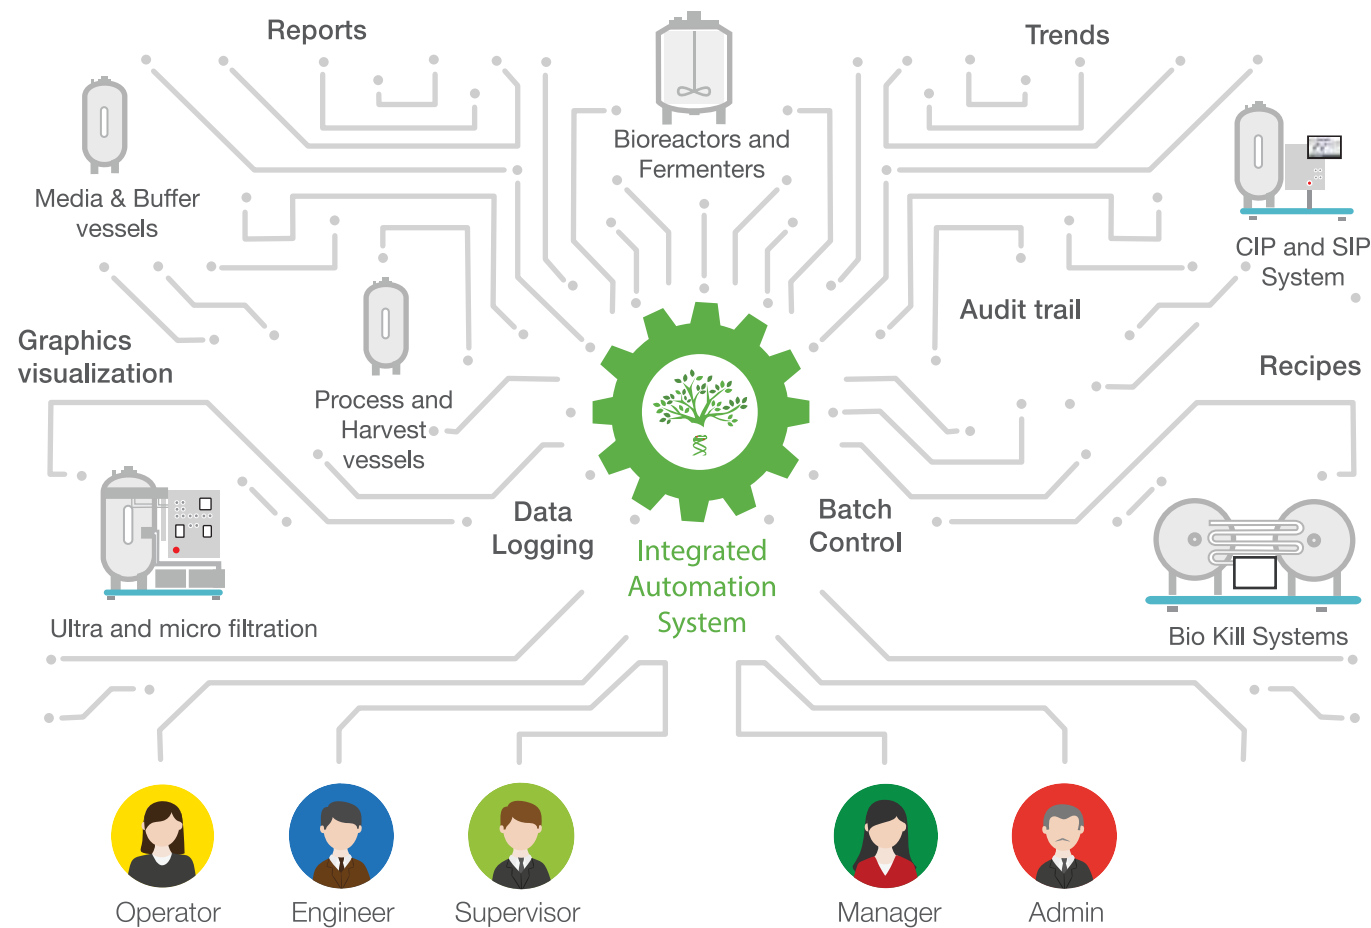 Reports
Trends
Bioreactors and
Fermenters
Media & Buffer
vessels
CIP and SIP
System
Audit trail
Graphics
visualization
Recipes
Process and
Harvest
vessels
Data
Logging
Batch
Control
Integrated
Automation
System
Ultra and micro filtration
Bio Kill Systems
Operator
Engineer
Supervisor
Manager
Admin